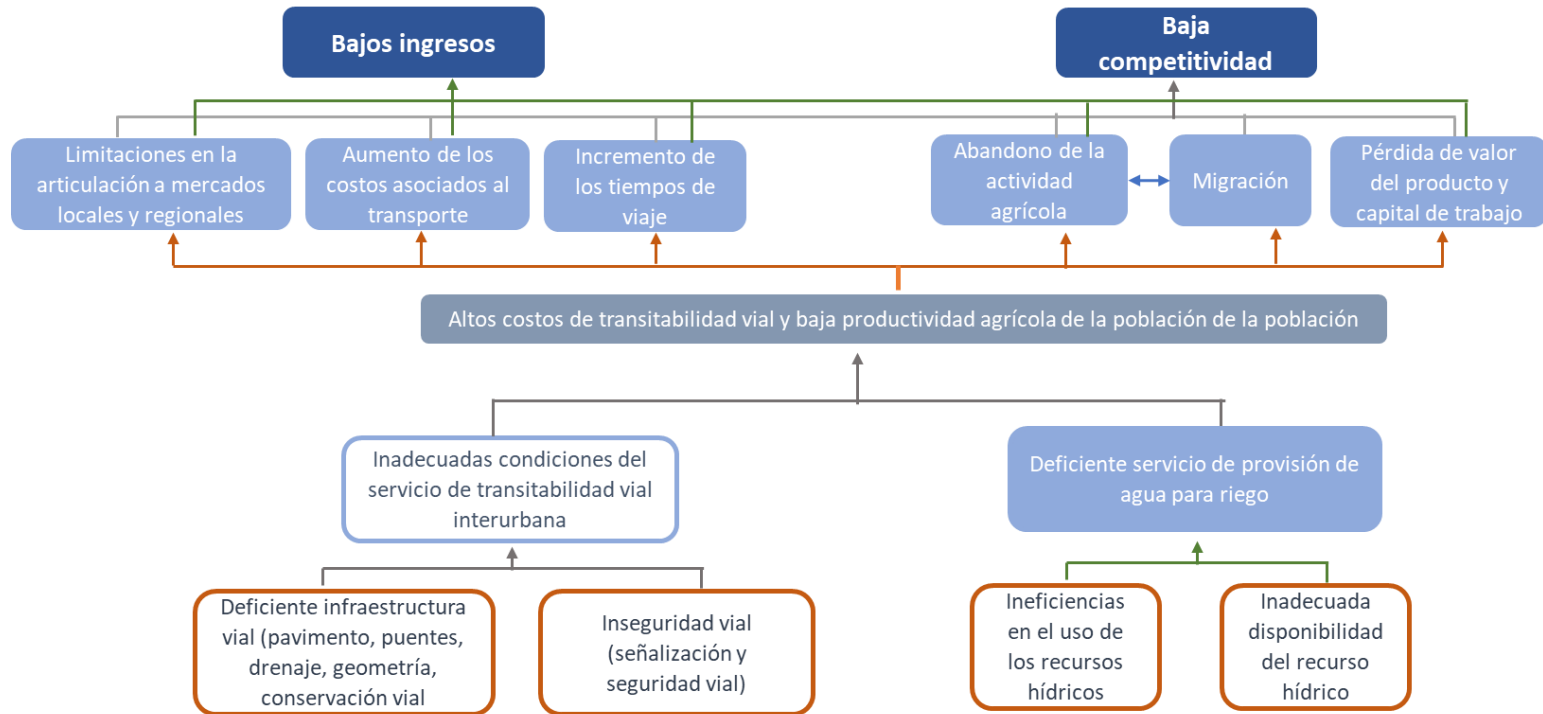 Bajos ingresos
Baja
competitividad
Limitaciones en la
articulación a mercados
locales y regionales
Aumento de los
costos asociados al
transporte
Incremento de
los tiempos de
viaje
Abandono de la
actividad
agrícola
Migración
Pérdida de valor
del producto y
capital de trabajo
Altos costos de transitabilidad vial y baja productividad agrícola de la población de la población
Inadecuadas condiciones del
servicio de transitabilidad vial
interurbana
Deficiente servicio de provisión de
agua para riego
Deficiente infraestructura
vial (pavimento, puentes,
drenaje, geometría,
conservación vial
Inseguridad vial
(señalización y
seguridad vial)
Ineficiencias
en el uso de
los recursos
hídricos
Inadecuada
disponibilidad
del recurso
hídrico